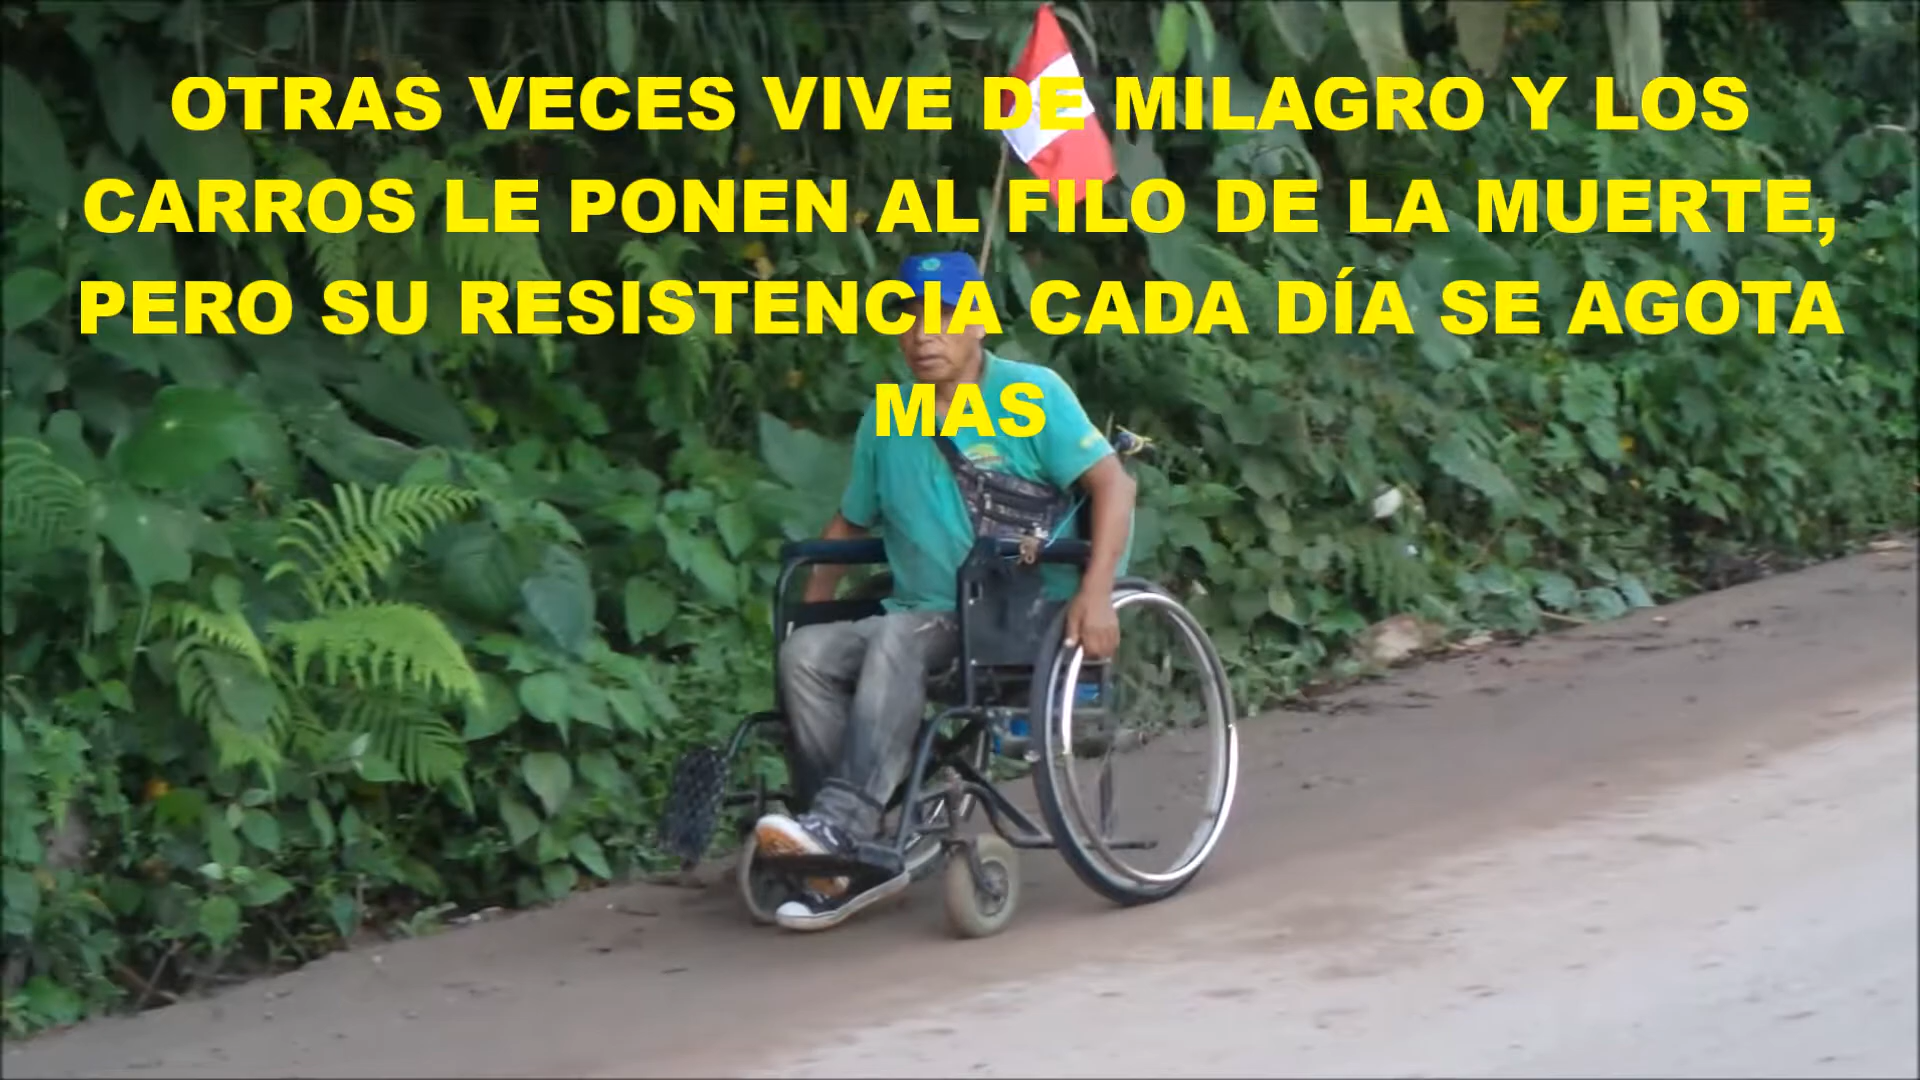 OTRAS VECES VIVE DE MILAGRO Y LOS
CARROS LE PONEN AL FILO DE LA MUERTE,
PERO SU RESISTENCIA CADA DÍA SE AGOTA
MAS